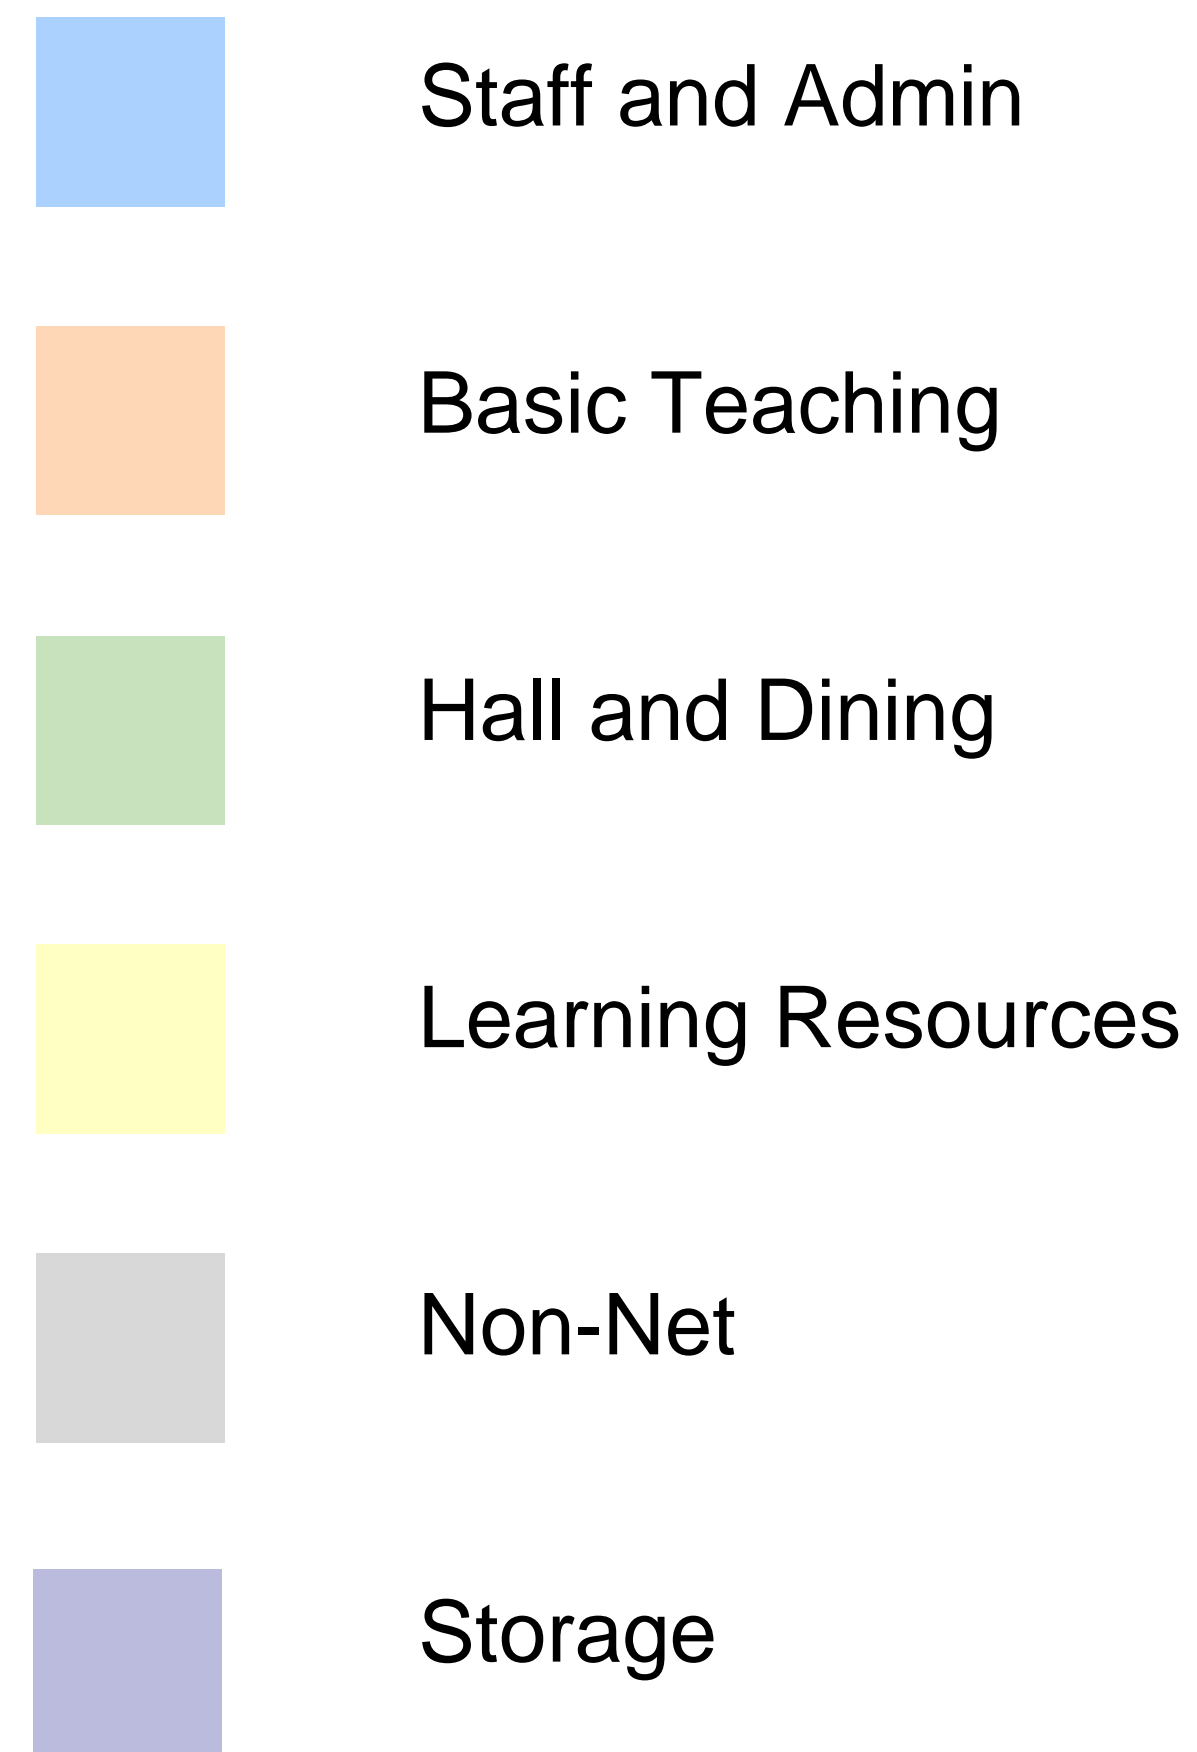 Staff and Admin
Basic Teaching
Hall and Dining
Learning Resources
Non-Net
Storage